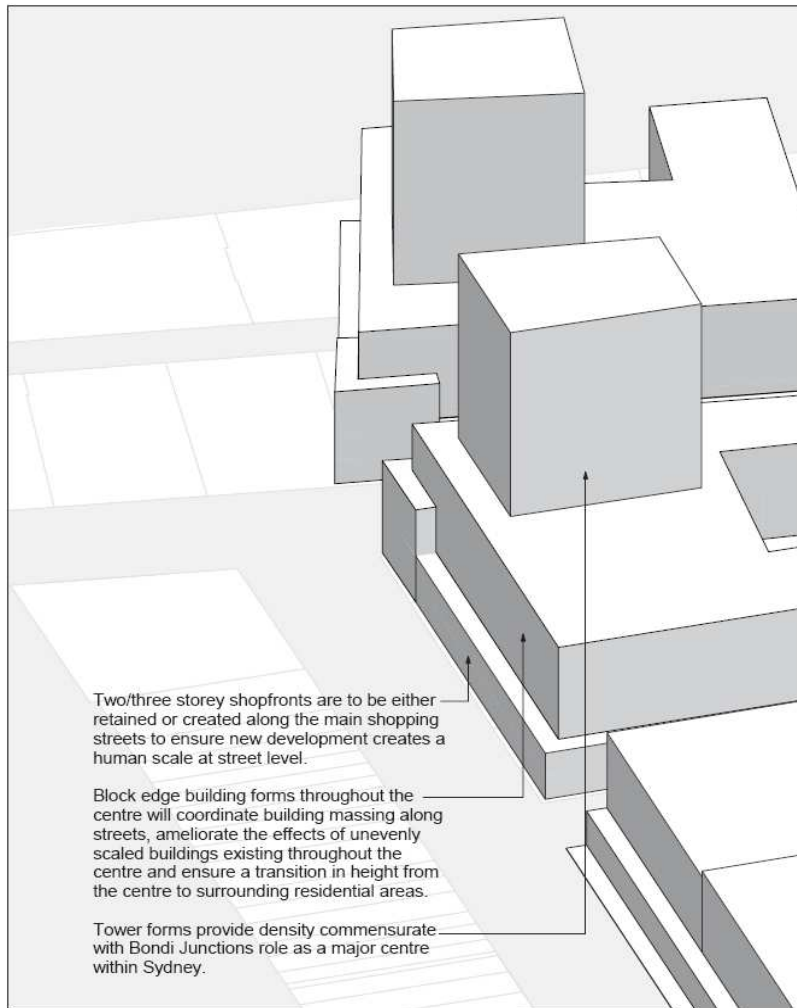 Two/three storey shopfronts are to be either
retained or created along the main shopping
streets to ensure new development creates a
human scale at street level.
Block edge building forms throughout the
centre will coordinate building massing along
streets, ameliorate the effects of unevenly
scaled buildings existing throughout the
centre and ensure a transition in height from
the centre to surrounding residential areas.
Tower forms provide density commensurate
with Bondi Junctions role as a major centre
within Sydney.